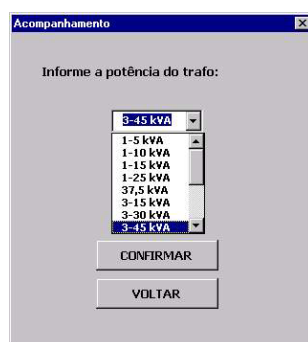 Acompanhamento
Informe a potência do trafo:
3-45 kVA
1-5 kVA
1-10 kVA
1-15 kVA
1-25 kVA
37,5 kVA
3-15 kVA
3-30 kVA
3-45 kVA
CONFIRMAR
VOLTAR